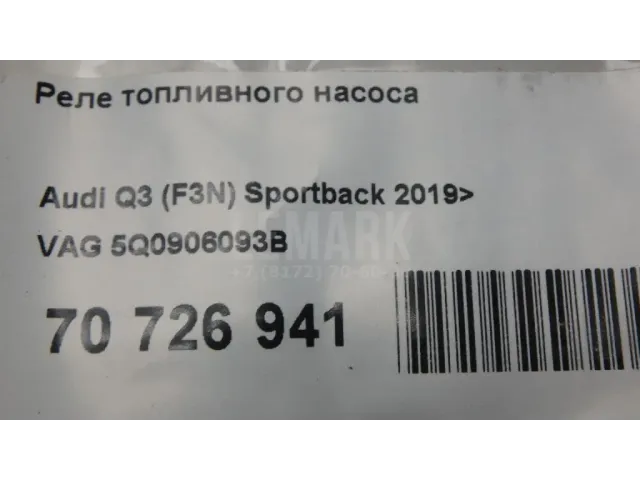 Реле топливного насоса
Audi Q3 (F3N) Sportback 2019>
VAG 5Q0906093B
70 726 941